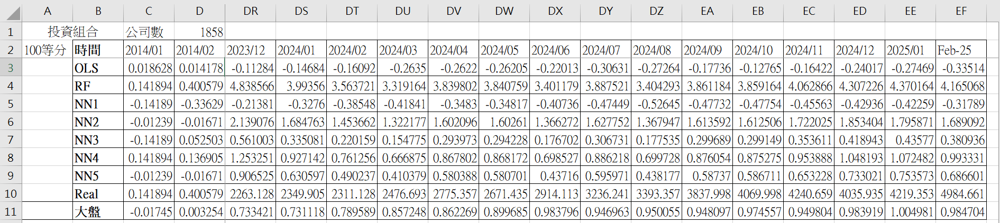 A B C D DR DS DT DU DV DW DX DY DZ EA EB EC ED EE EF
1 投資組合 公司數 1858
2 100等分 時間 2014/01 2014/02 2023/12 2024/01 2024/02 2024/03 2024/04 2024/05 2024/06 2024/07 2024/08 2024/09 2024/10 2024/11 2024/12 2025/01 Feb-25
3 OLS 0.018628 0.014178 -0.11284 -0.14684 -0.16092 -0.2635 -0.2622 -0.26205 -0.22013 -0.30631 -0.27264 -0.17736 -0.12765 -0.16422 -0.24017 -0.27469 -0.33514
4 RF 0.141894 0.400579 4.838566 3.99356 3.563721 3.319164 3.839802 3.840759 3.401179 3.887521 3.404293 3.861184 3.859164 4.062866 4.307226 4.370164 4.165068
5 NN1 -0.14189 -0.33629 -0.21381 -0.3276 -0.38548 -0.41841 -0.3483 -0.34817 -0.40736 -0.47449 -0.52645 -0.47732 -0.47754 -0.45563 -0.42936 -0.42259 -0.31789
6 NN2 -0.01239 -0.01671 2.139076 1.684763 1.453662 1.322177 1.602096 1.60261 1.366272 1.627752 1.367947 1.613592 1.612506 1.722025 1.853404 1.795871 1.689092
7 NN3 -0.14189 0.052503 0.561003 0.335081 0.220159 0.154775 0.293973 0.294228 0.176702 0.306731 0.177535 0.299689 0.299149 0.353611 0.418943 0.43577 0.380936
8 NN4 0.141894 0.136905 1.253251 0.927142 0.761256 0.666875 0.867802 0.868172 0.698527 0.886218 0.699728 0.876054 0.875275 0.953888 1.048193 1.072482 0.993331
9 NN5 -0.01239 -0.01671 0.906525 0.630597 0.490237 0.410379 0.580388 0.580701 0.43716 0.595971 0.438177 0.58737 0.586711 0.653228 0.733021 0.753573 0.686601
10 Real 0.141894 0.400579 2263.128 2349.905 2311.128 2476.693 2775.357 2671.435 2914.113 3236.241 3393.357 3837.998 4069.998 4240.659 4035.935 4219.353 4984.661
11 大盤 -0.01745 0.003254 0.733421 0.731118 0.789589 0.857248 0.862269 0.899685 0.983796 0.946963 0.950055 0.948097 0.974557 0.949804 0.983919 1.004981 0.984704